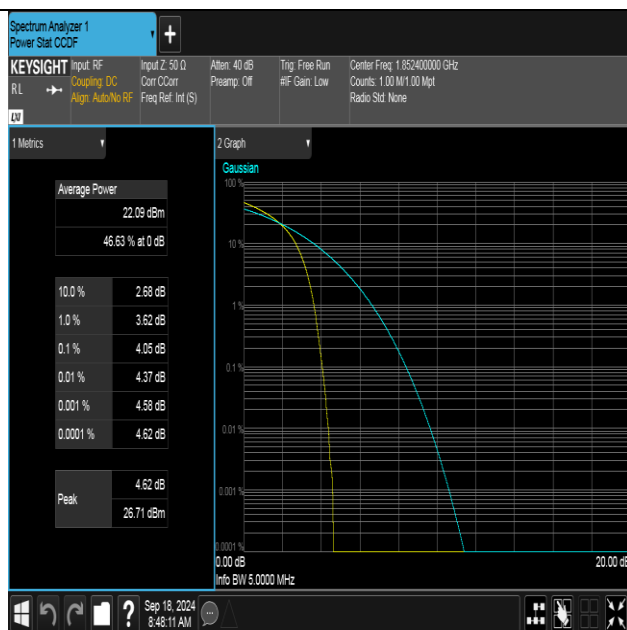 Spectrum Analyzer 1
Power Stat CCDF
+
KEYSIGHT
RL
LXI
Input: RF
Coupling: DC
Align: Auto/No RF
Input Z: 50 Ω
Corr CCorr
Freq Ref: Int (S)
Atten: 40 dB
Preamp: Off
Trig: Free Run
#IF Gain: Low
Center Freq: 1.852400000 GHz
Counts: 1.00 M/1.00 Mpt
Radio Std: None
1 Metrics
Average Power
22.09 dBm
46.63 % at 0 dB
10.0 % 2.68 dB
1.0 % 3.62 dB
0.1 % 4.05 dB
0.01 % 4.37 dB
0.001 % 4.58 dB
0.0001 % 4.62 dB
Peak
4.62 dB
26.71 dBm
2 Graph
Gaussian
100 %
10 %
1 %
0.1 %
0.01 %
0.001 %
0.0001 %
0.00 dB
20.00 dB
Info BW 5.0000 MHz
?
Sep 18, 2024
8:48:11 AM